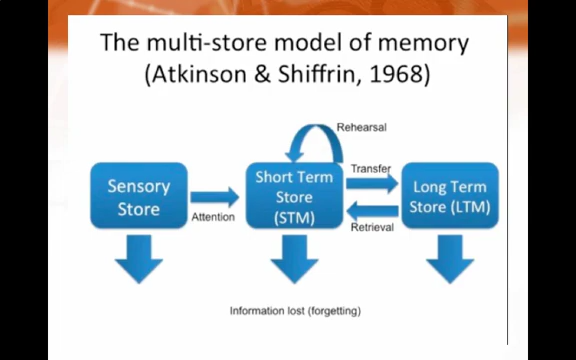 The multi-store model of memory
(Atkinson & Shiffrin, 1968)
Rehearsal
Sensory
Store
Attention
Short Term
Store
(STM)
Transfer
Retrieval
Long Term
Store (LTM)
Information lost (forgetting)